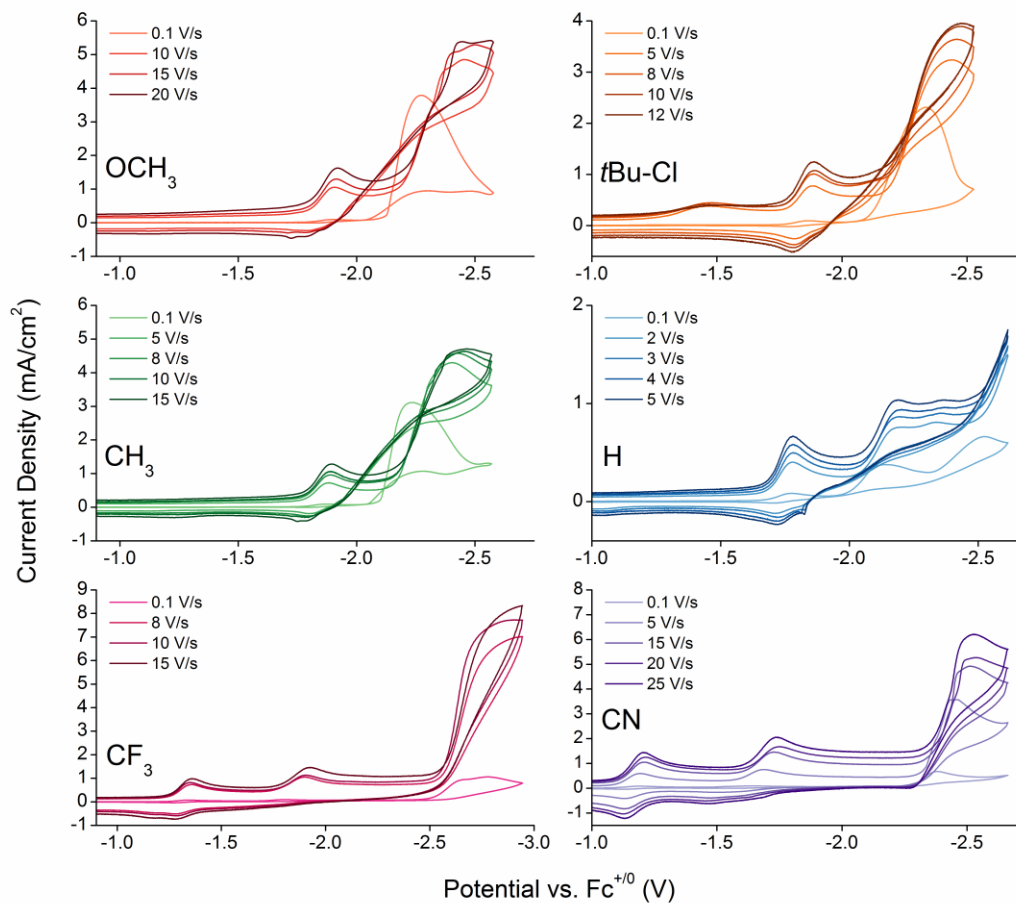 Current Density (mA/cm²)
6
5
4
3
2
1
0
-1
0.1 V/s
10 V/s
15 V/s
20 V/s
OCH₃
-1.0
-1.5
-2.0
-2.5
4
3
2
1
0
0.1 V/s
5 V/s
8 V/s
10 V/s
12 V/s
tBu-Cl
-1.0
-1.5
-2.0
-2.5
6
5
4
3
2
1
0
-1
0.1 V/s
5 V/s
8 V/s
10 V/s
15 V/s
CH₃
-1.0
-1.5
-2.0
-2.5
2
1
0
0.1 V/s
2 V/s
3 V/s
4 V/s
5 V/s
H
-1.0
-1.5
-2.0
-2.5
9
8
7
6
5
4
3
2
1
0
-1
0.1 V/s
8 V/s
10 V/s
15 V/s
CF₃
-1.0
-1.5
-2.0
-2.5
-3.0
8
7
6
5
4
3
2
1
0
-1
0.1 V/s
5 V/s
15 V/s
20 V/s
25 V/s
CN
-1.0
-1.5
-2.0
-2.5
Potential vs. Fc⁺ᐟ⁰ (V)